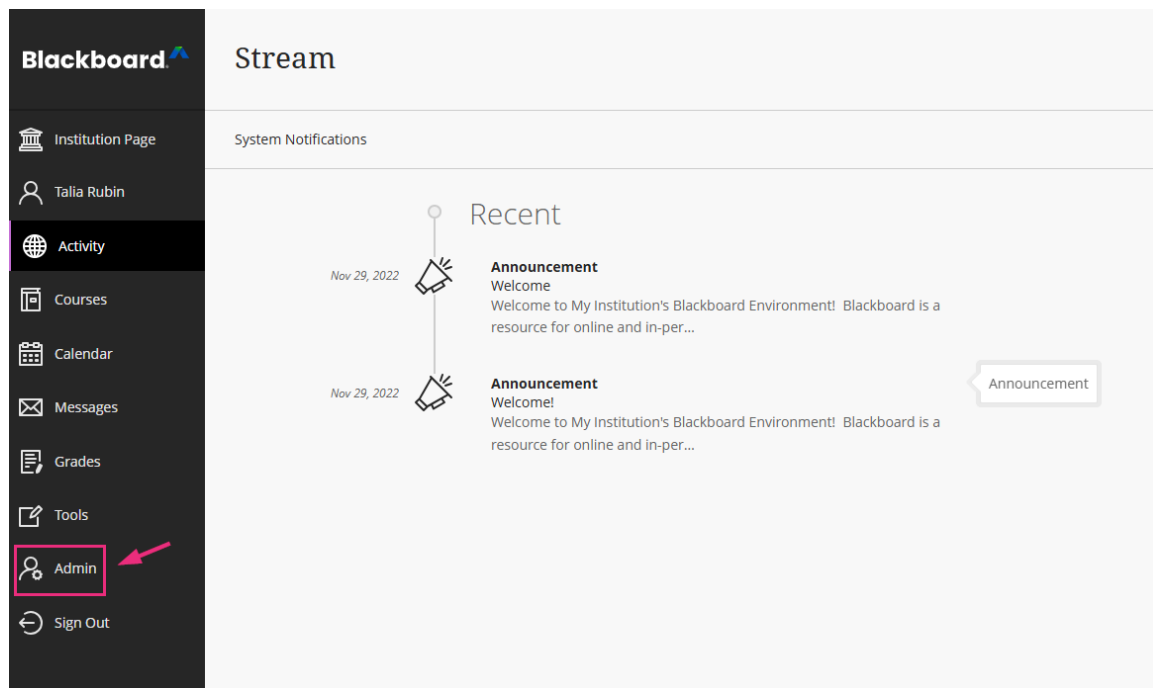 Blackboard
Stream
Institution Page
Talia Rubin
Activity
Courses
Calendar
Messages
Grades
Tools
Admin
Sign Out
System Notifications
Recent
Nov 29, 2022
Announcement
Welcome
Welcome to My Institution's Blackboard Environment!  Blackboard is a
resource for online and in-per...
Nov 29, 2022
Announcement
Welcome!
Welcome to My Institution's Blackboard Environment!  Blackboard is a
resource for online and in-per...
Announcement